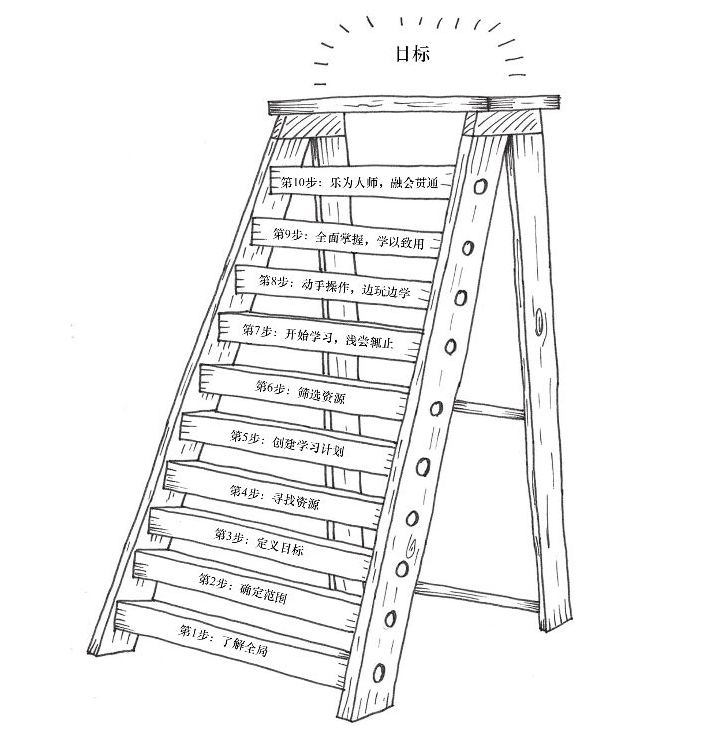 目标
第10步：乐为人师，融会贯通
第9步：全面掌握，学以致用
第8步：动手操作，边玩边学
第7步：开始学习，浅尝辄止
第6步：筛选资源
第5步：创建学习计划
第4步：寻找资源
第3步：定义目标
第2步：确定范围
第1步：了解全局